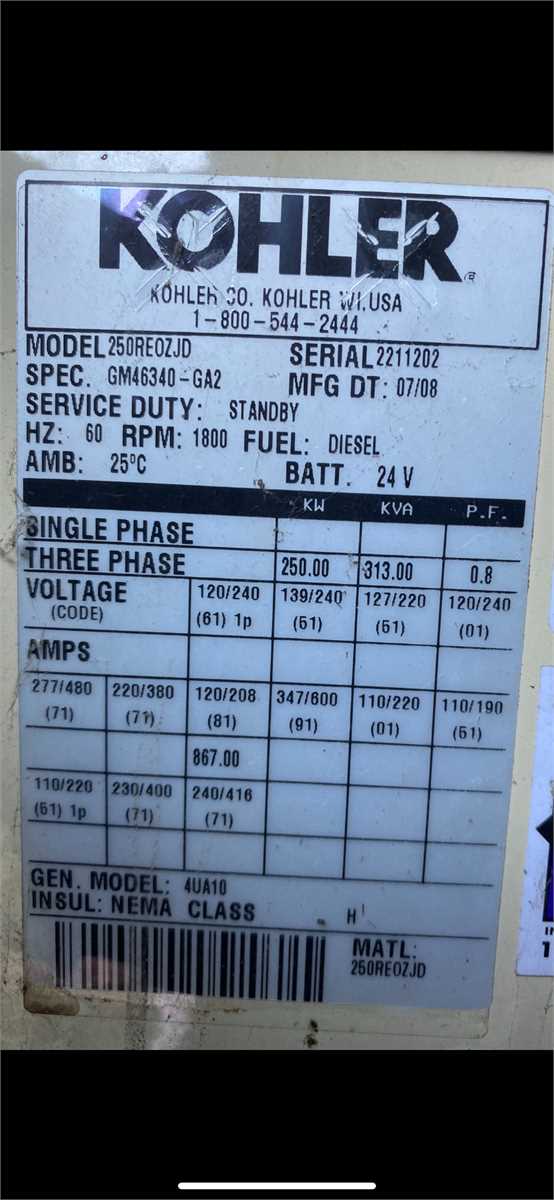 KOHLER®
KOHLER CO. KOHLER WI.USA
1-800-544-2444
MODEL 250REOZJD SERIAL 2211202
SPEC. GM46340-GA2 MFG DT: 07/08
SERVICE DUTY: STANDBY
HZ: 60 RPM: 1800 FUEL: DIESEL
AMB: 25°C BATT. 24 V
KW KVA P.F.
SINGLE PHASE
THREE PHASE 250.00 313.00 0.8
VOLTAGE 120/240 139/240 127/220 120/240
(CODE) (61) 1p (51) (61) (01)
AMPS
277/480 220/380 120/208 347/600 110/220 110/190
(71) (71) (81) (91) (01) (61)
867.00
110/220 230/400 240/416
(61) 1p (71) (71)
GEN. MODEL: 4UA10
INSUL: NEMA CLASS H
MATL:
250REOZJD